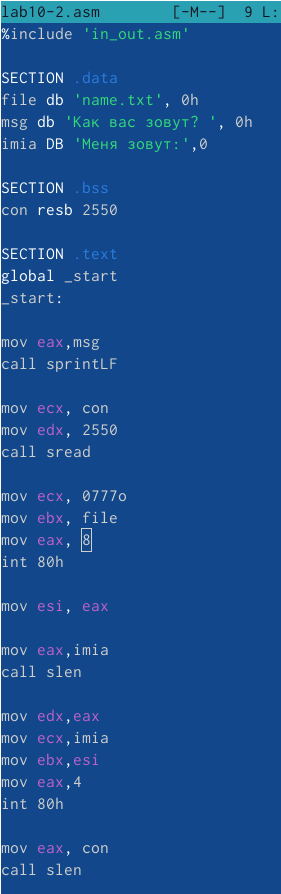 lab10-2.asm [-M--] 9 L:
%include 'in_out.asm'
SECTION .data
file db 'name.txt', 0h
msg db 'Как вас зовут? ', 0h
imia DB 'Меня зовут:',0
SECTION .bss
con resb 2550
SECTION .text
global _start
_start:
mov eax,msg
call sprintLF
mov ecx, con
mov edx, 2550
call sread
mov ecx, 0777o
mov ebx, file
mov eax, 8
int 80h
mov esi, eax
mov eax,imia
call slen
mov edx,eax
mov ecx,imia
mov ebx,esi
mov eax,4
int 80h
mov eax, con
call slen